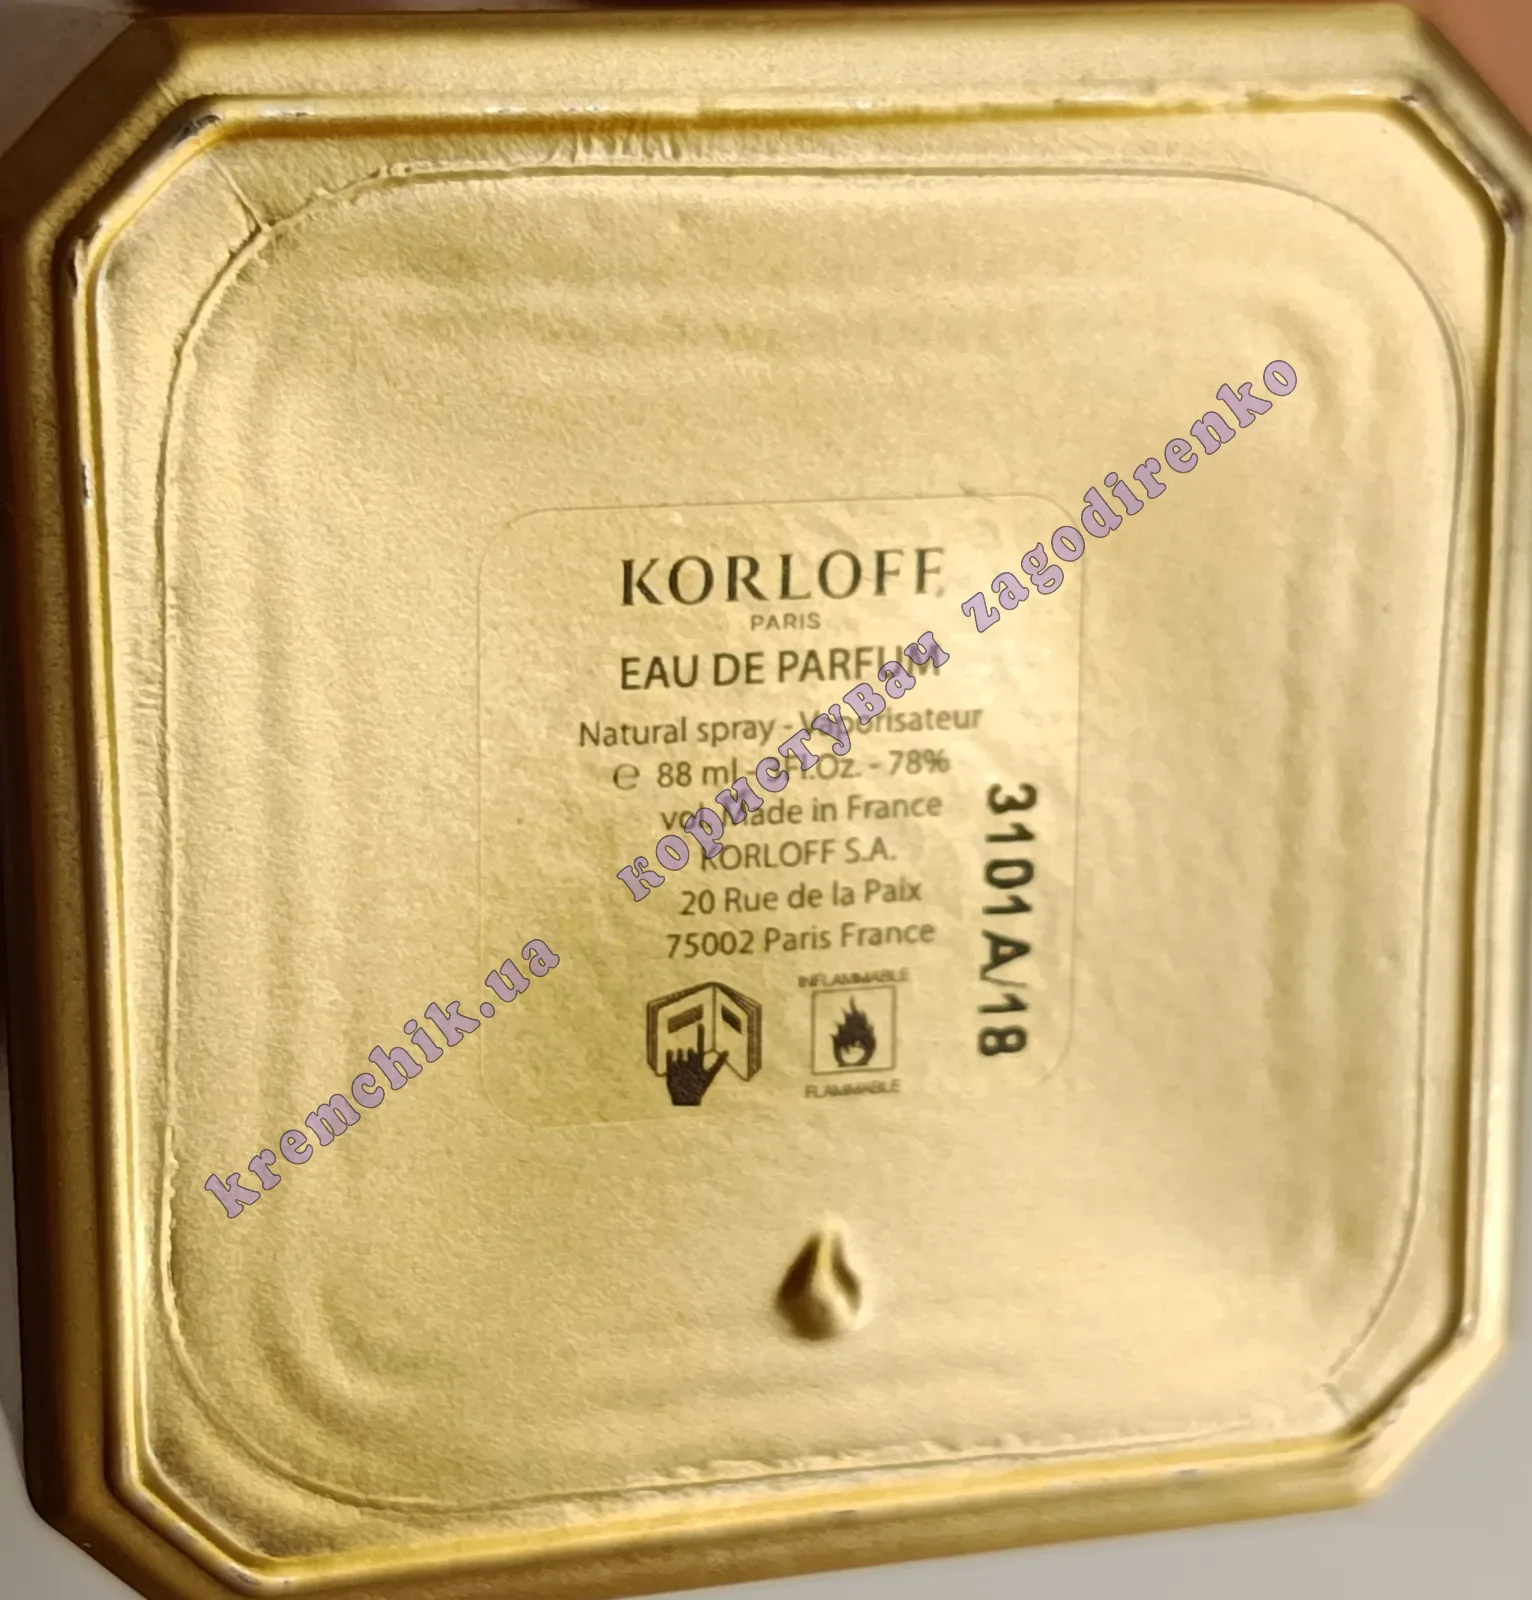 KORLOFF
PARIS
EAU DE PARFUM
Natural spray - Vaporisateur
℮ 88 ml - 3Fl.Oz. - 78%
vol. Made in France
KORLOFF S.A.
20 Rue de la Paix
75002 Paris France
INFLAMMABLE
FLAMMABLE
3101A/18
kremchik.ua користувач zagodirenko